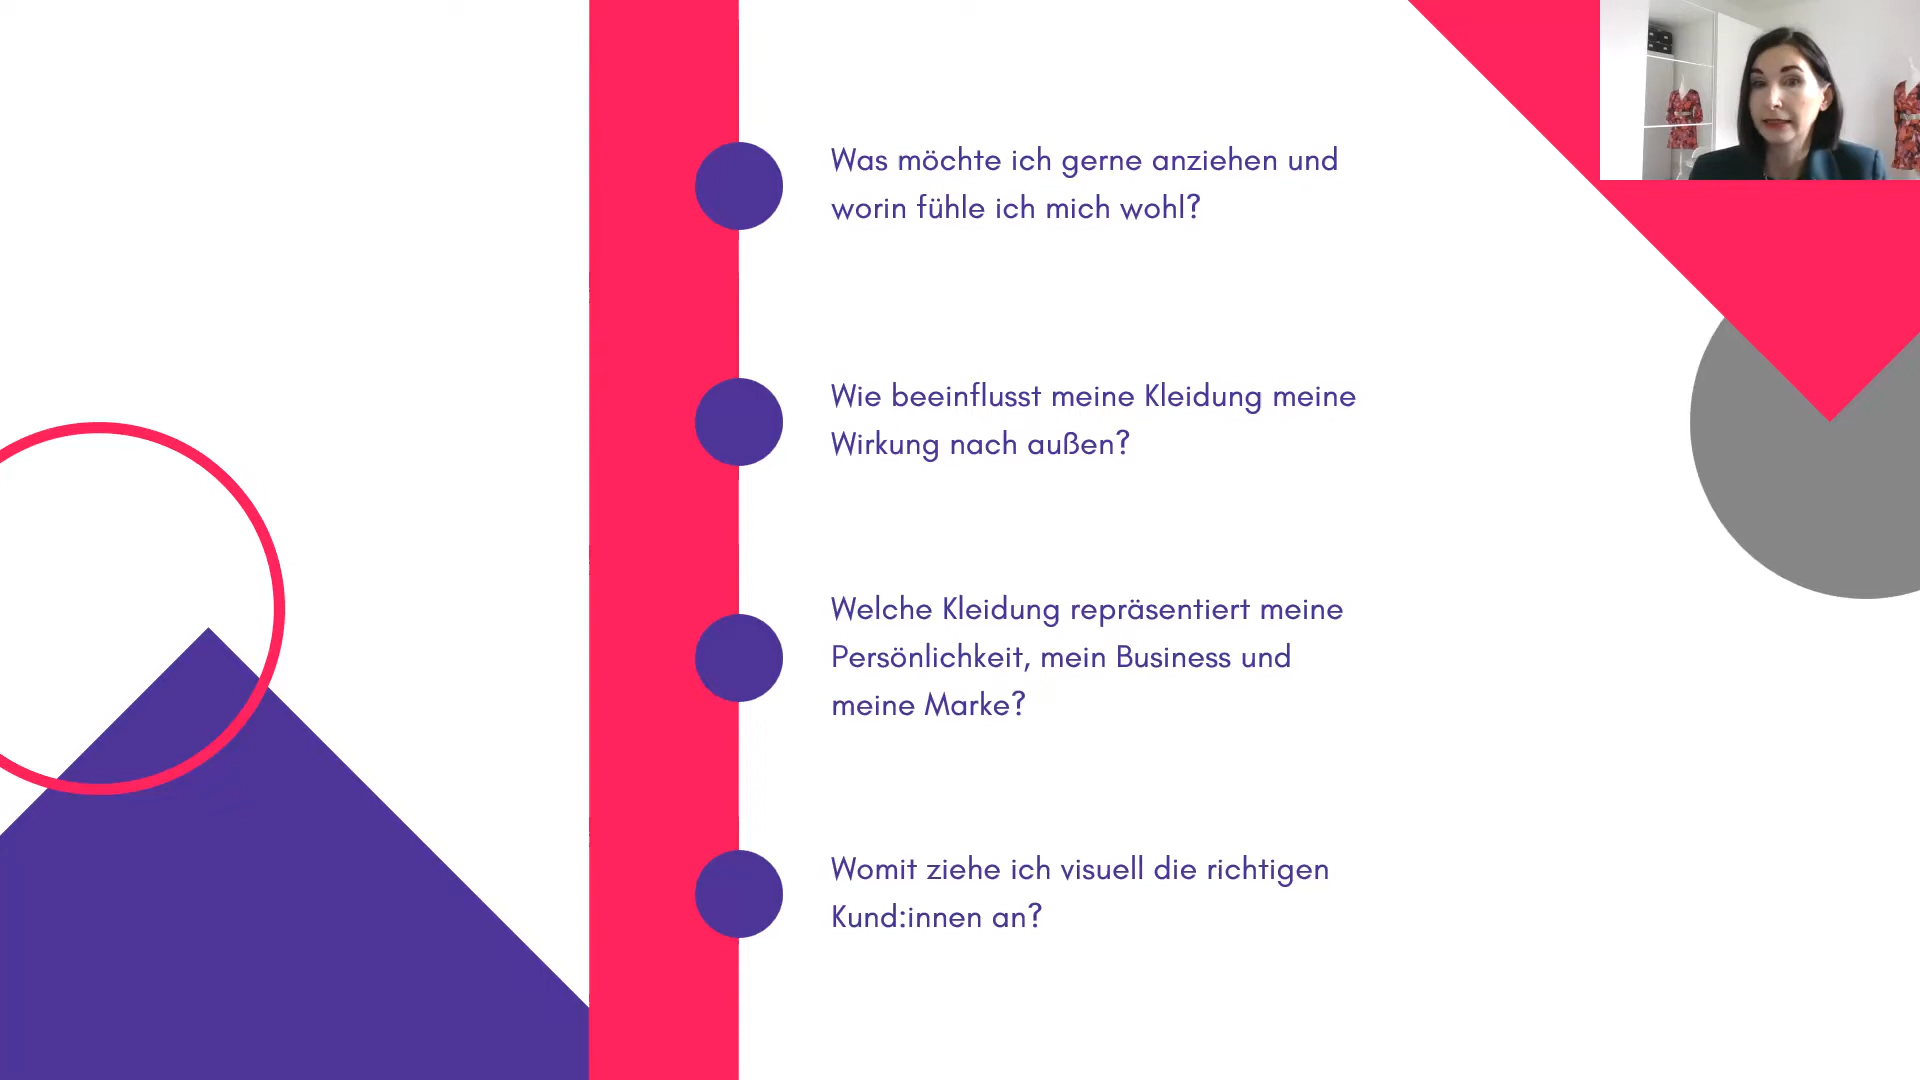 Was möchte ich gerne anziehen und
worin fühle ich mich wohl?
Wie beeinflusst meine Kleidung meine
Wirkung nach außen?
Welche Kleidung repräsentiert meine
Persönlichkeit, mein Business und
meine Marke?
Womit ziehe ich visuell die richtigen
Kund:innen an?